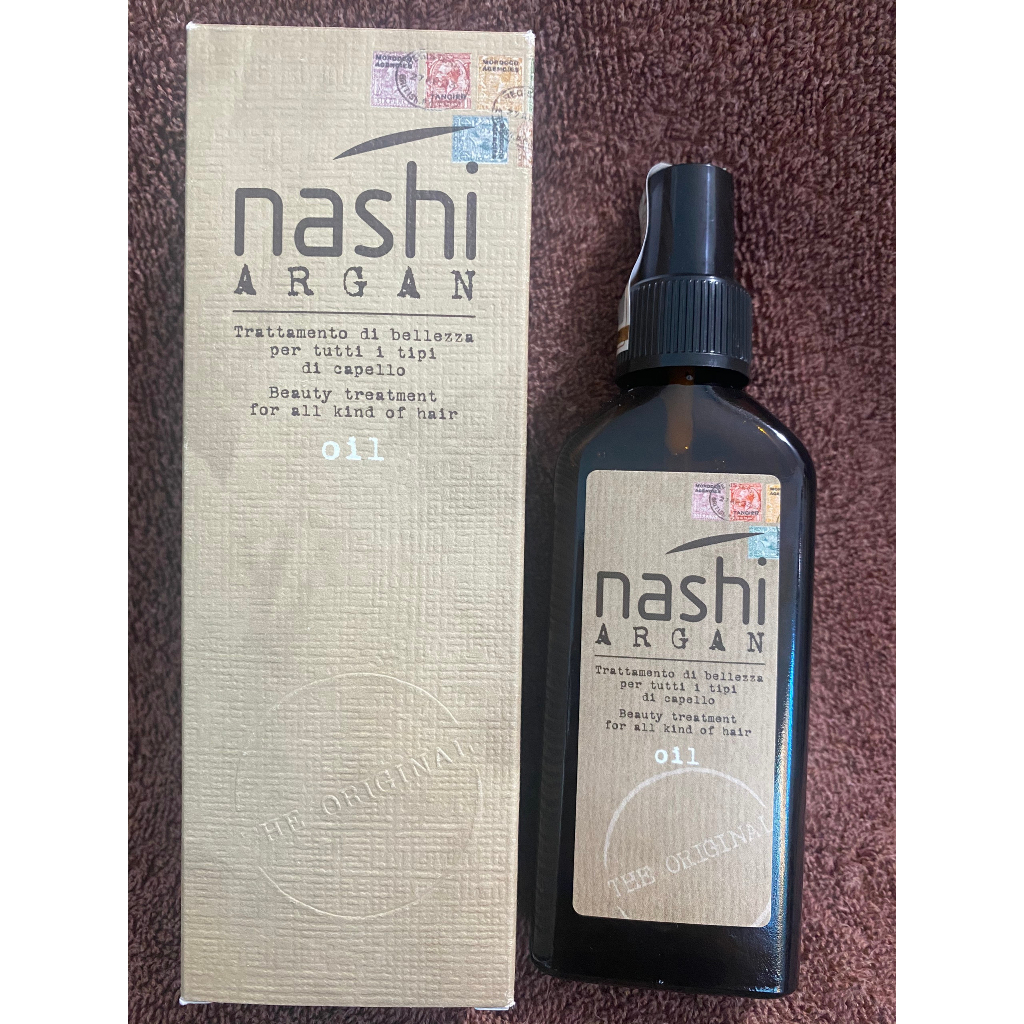 MOROCCO
AGENCIES
TANGIER
MOROCCO
AGENCIES
nashi
ARGAN
Trattamento di bellezza
per tutti i tipi
di capello
Beauty treatment
for all kind of hair
oil
HE ORIGINAL
MOROCCO
AGENCIES
TANGIER
nashi
ARGAN
Trattamento di bellezza
per tutti i tipi
di capello
Beauty treatment
for all kind of hair
oil
THE ORIGINAL